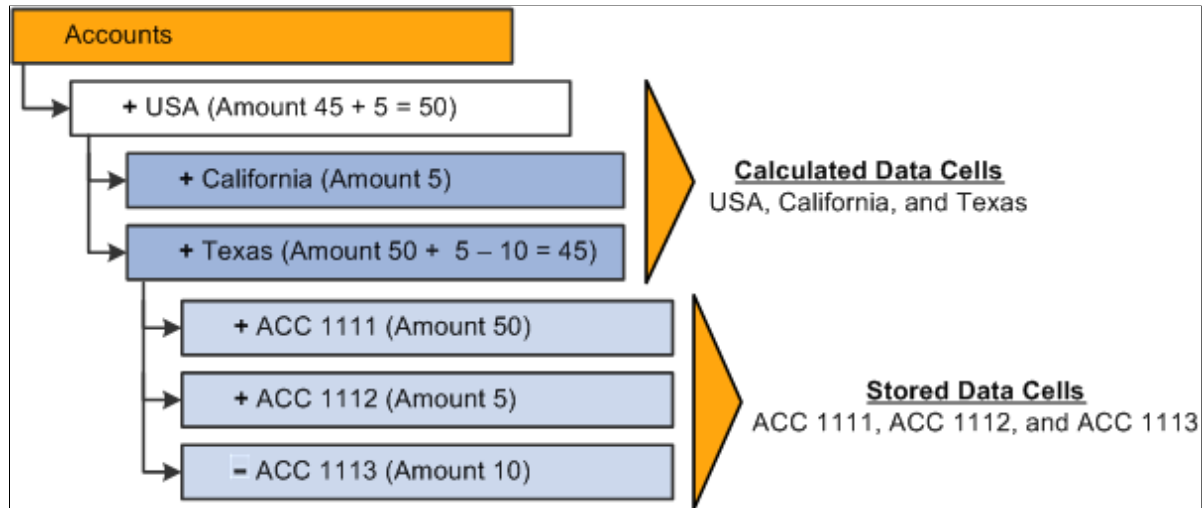 Accounts
+ USA (Amount 45 + 5 = 50)
+ California (Amount 5)
+ Texas (Amount 50 + 5 – 10 = 45)
Calculated Data Cells
USA, California, and Texas
+ ACC 1111 (Amount 50)
+ ACC 1112 (Amount 5)
- ACC 1113 (Amount 10)
Stored Data Cells
ACC 1111, ACC 1112, and ACC 1113